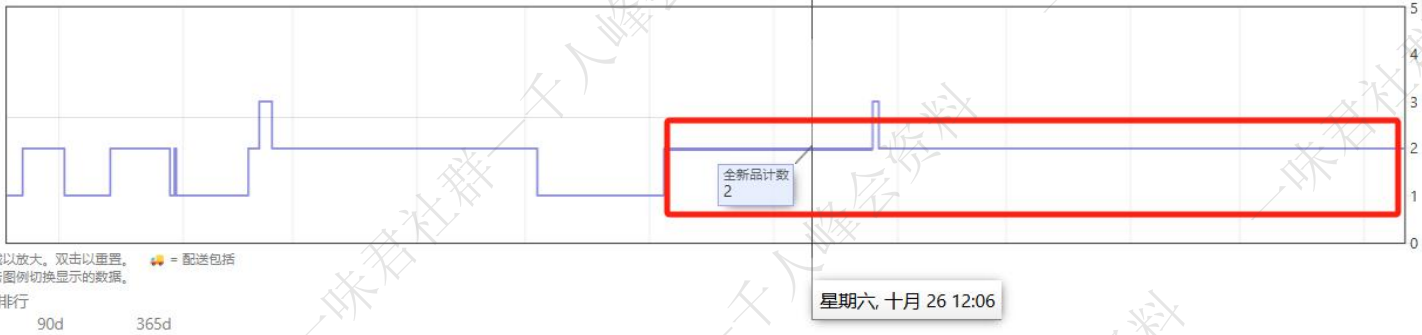 5
4
3
2
1
0
全新品计数
2
以放大。双击以重置。 = 配送包括
图例切换显示的数据。
排行
90d 365d
星期六, 十月 26 12:06
一味君社群一千人峰会资料